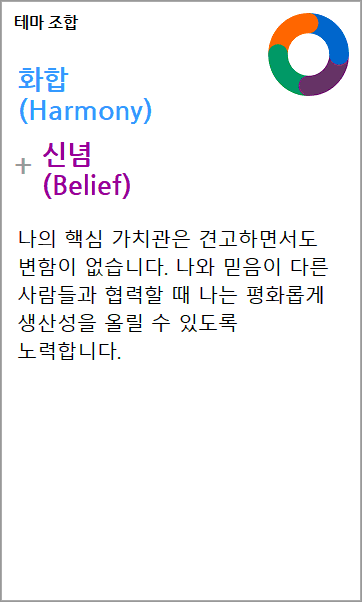 테마 조합
화합
(Harmony)
+ 신념
(Belief)
나의 핵심 가치관은 견고하면서도
변함이 없습니다. 나와 믿음이 다른
사람들과 협력할 때 나는 평화롭게
생산성을 올릴 수 있도록
노력합니다.